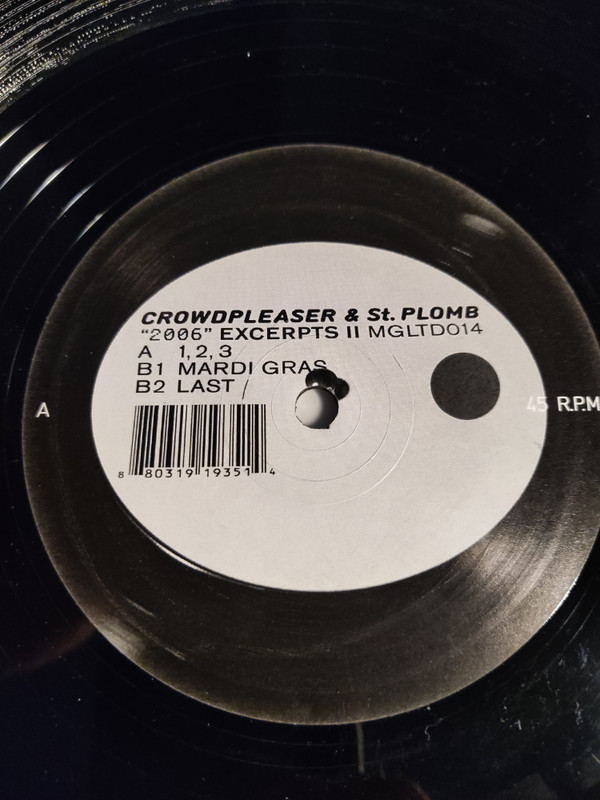 CROWDPLEASER & St. PLOMB
"2006" EXCERPTS II MGLTD014
A 1, 2, 3
B1 MARDI GRAS
B2 LAST
A
45 R.P.M
8 80319 19351 4